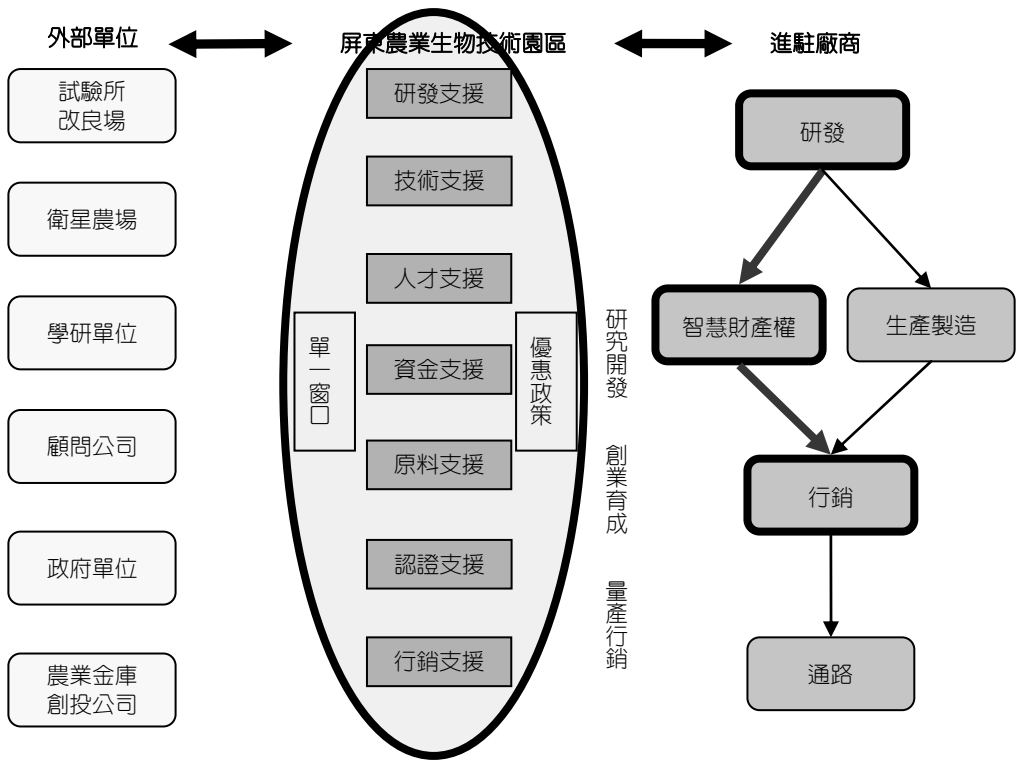 外部單位
屏東農業生物技術園區
進駐廠商
試驗所
改良場
衛星農場
學研單位
顧問公司
政府單位
農業金庫
創投公司
研發支援
技術支援
人才支援
資金支援
原料支援
認證支援
行銷支援
單一窗口
優惠政策
研究開發
創業育成
量產行銷
研發
智慧財產權
生產製造
行銷
通路